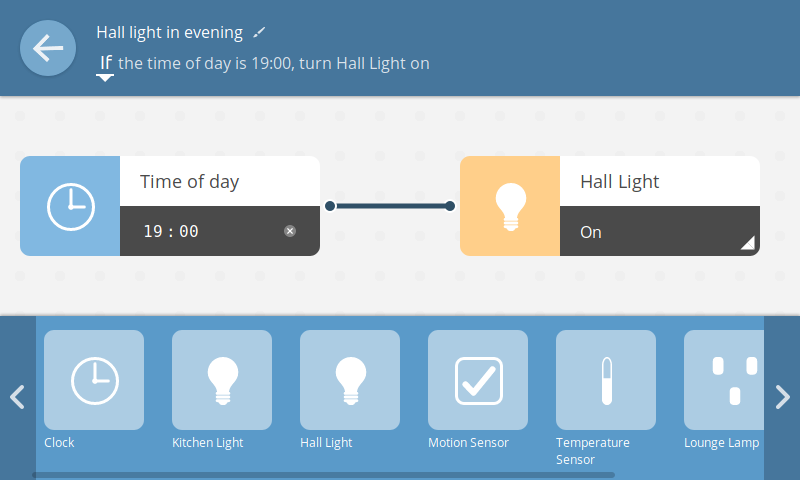 Hall light in evening
If the time of day is 19:00, turn Hall Light on
Time of day
19 : 00
Hall Light
On
Clock
Kitchen Light
Hall Light
Motion Sensor
Temperature
Sensor
Lounge Lamp